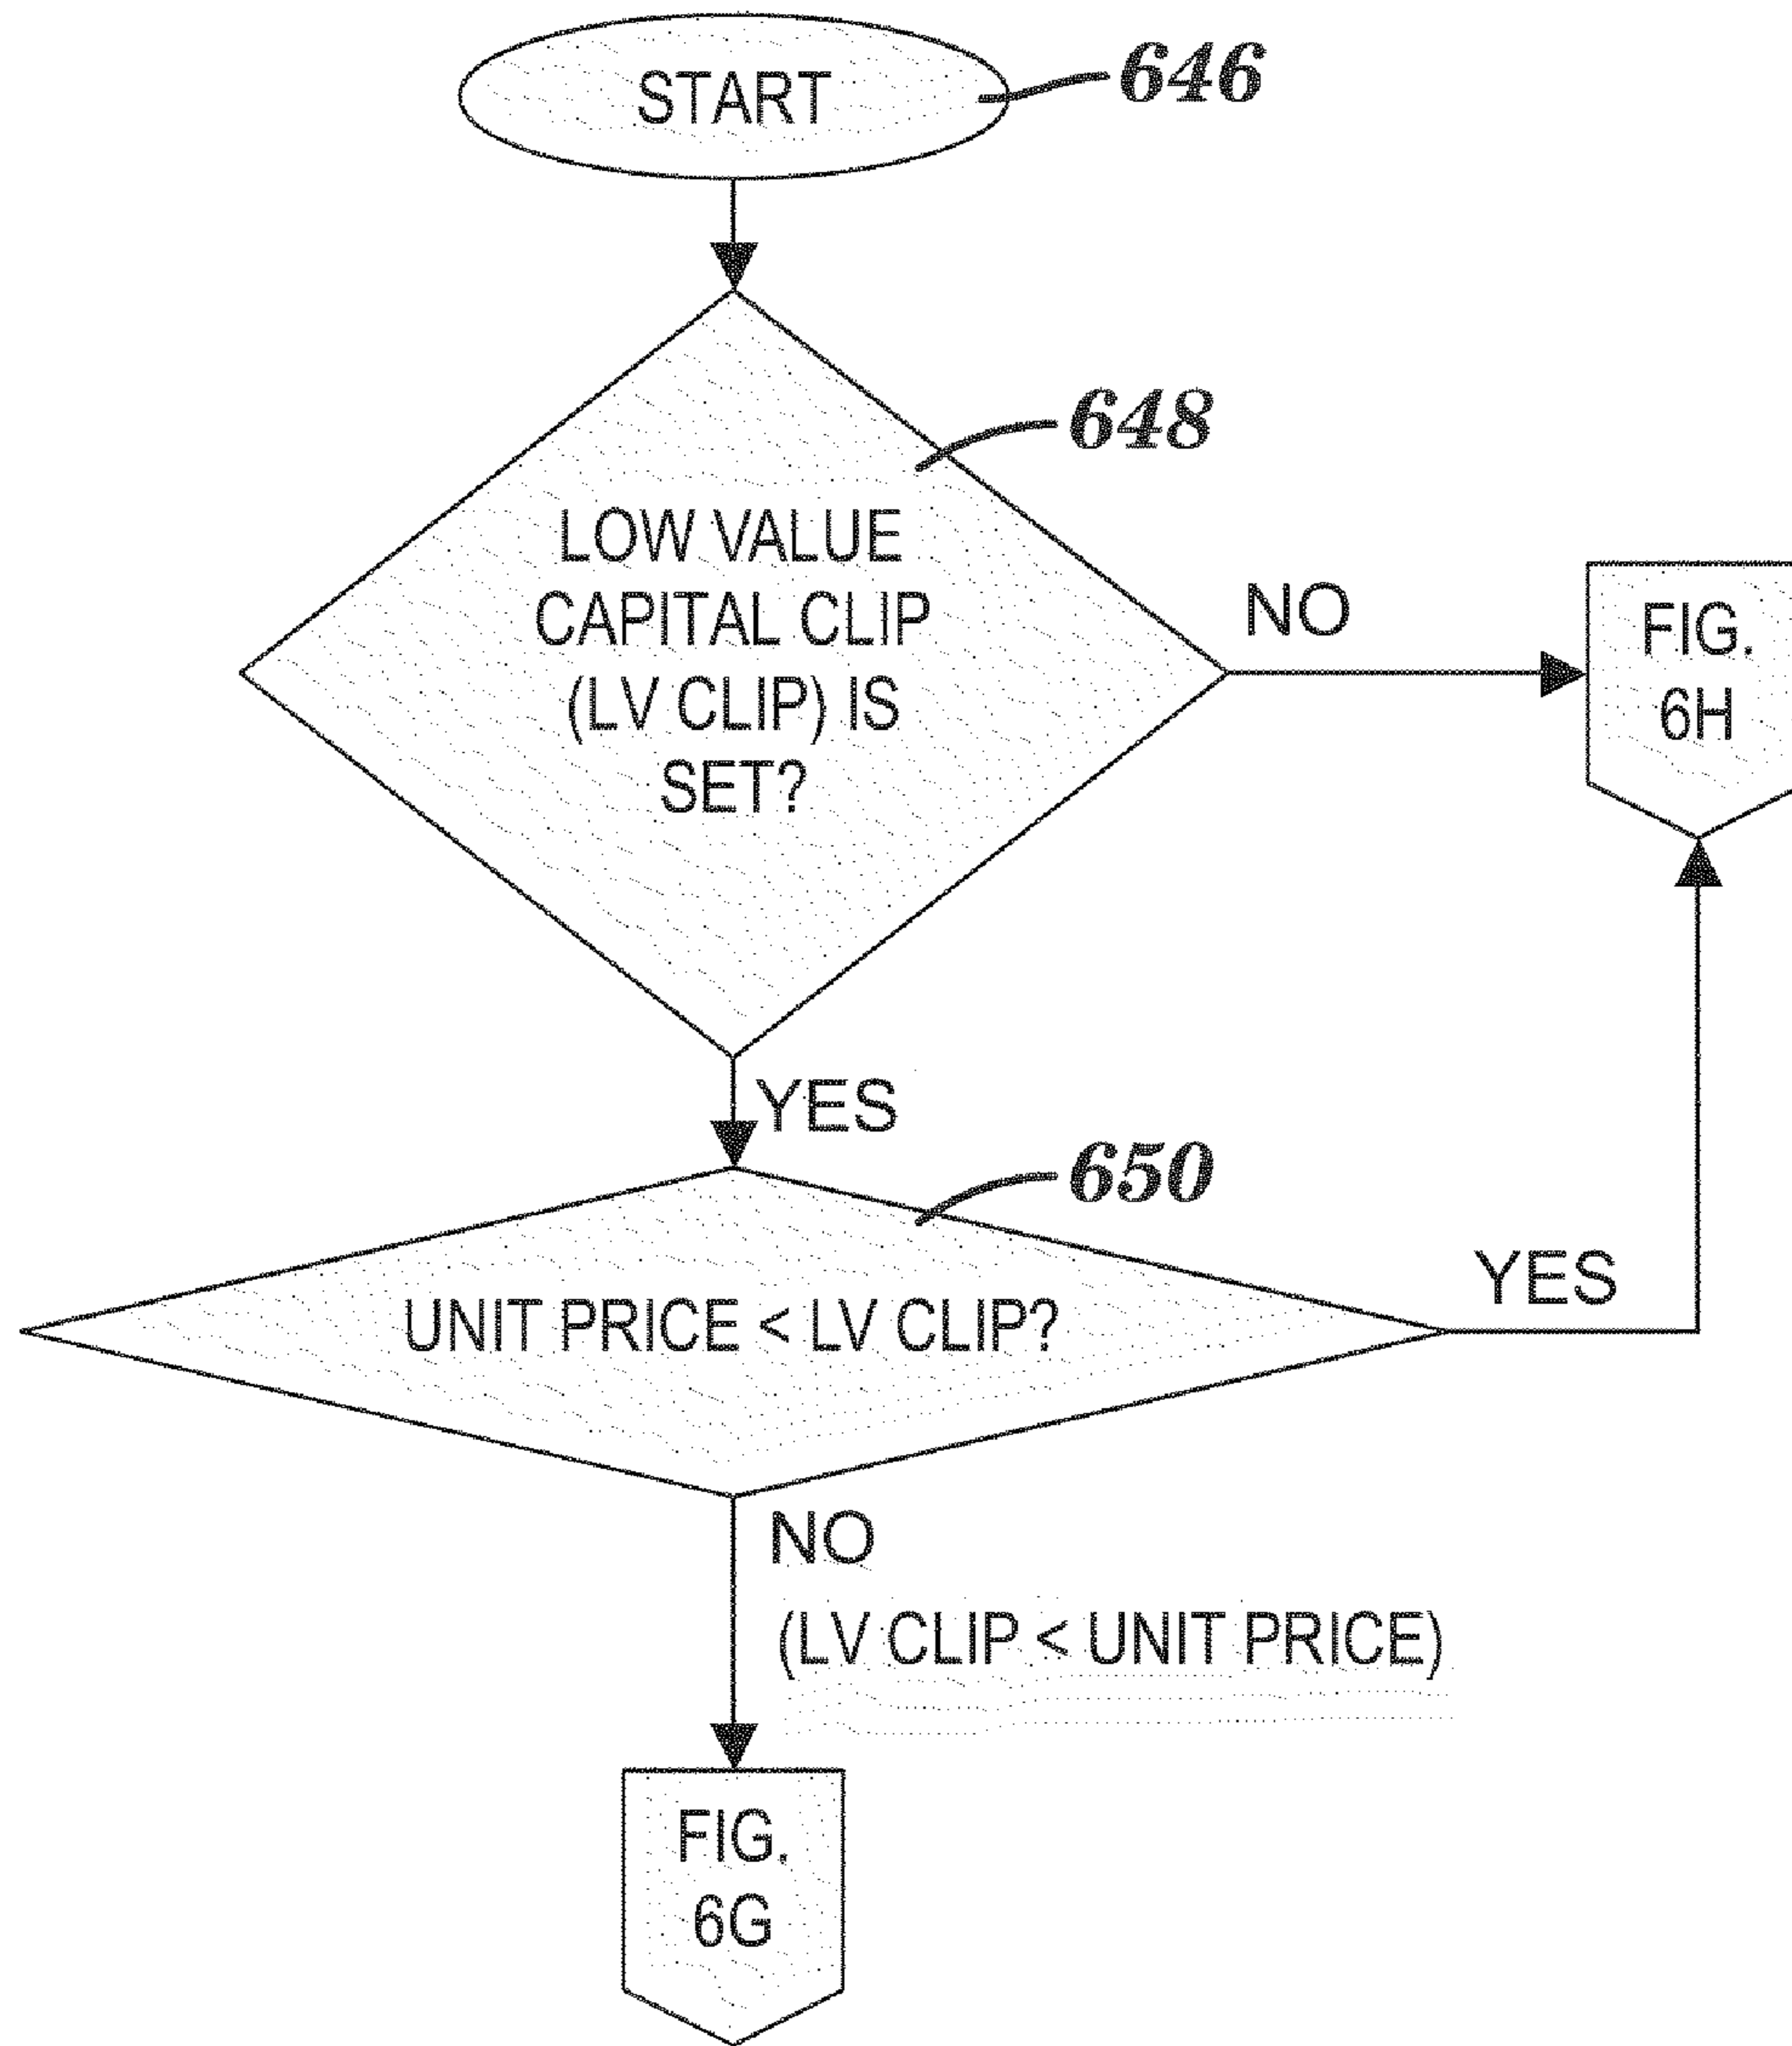 START
646
648
LOW VALUE
CAPITAL CLIP
(LV CLIP) IS
SET?
NO
FIG.
6H
YES
650
UNIT PRICE < LV CLIP?
YES
NO
(LV CLIP < UNIT PRICE)
FIG.
6G